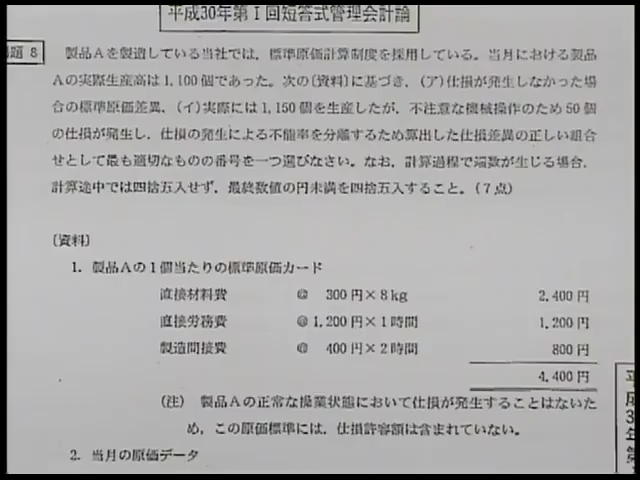 平成30年第Ⅰ回短答式管理会計論
題 8
製品Aを製造している当社では，標準原価計算制度を採用している。当月における製品
Aの実際生産高は1,100個であった。次の〔資料〕に基づき，(ア)仕損が発生しなかった場
合の標準原価差異，(イ)実際には1,150個を生産したが，不注意な機械操作のため50個
の仕損が発生し，仕損の発生による不能率を分離するため算出した仕損差異の正しい組合
せとして最も適切なものの番号を一つ選びなさい。なお，計算過程で端数が生じる場合，
計算途中では四捨五入せず，最終数値の円未満を四捨五入すること。(7点)
〔資料〕
1. 製品Aの1個当たりの標準原価カード
直接材料費 @ 300円×8kg 2,400円
直接労務費 @1,200円×1時間 1,200円
製造間接費 @ 400円×2時間 800円
4,400円
(注) 製品Aの正常な操業状態において仕損が発生することはないた
め，この原価標準には，仕損許容額は含まれていない。
2. 当月の原価データ
平成3